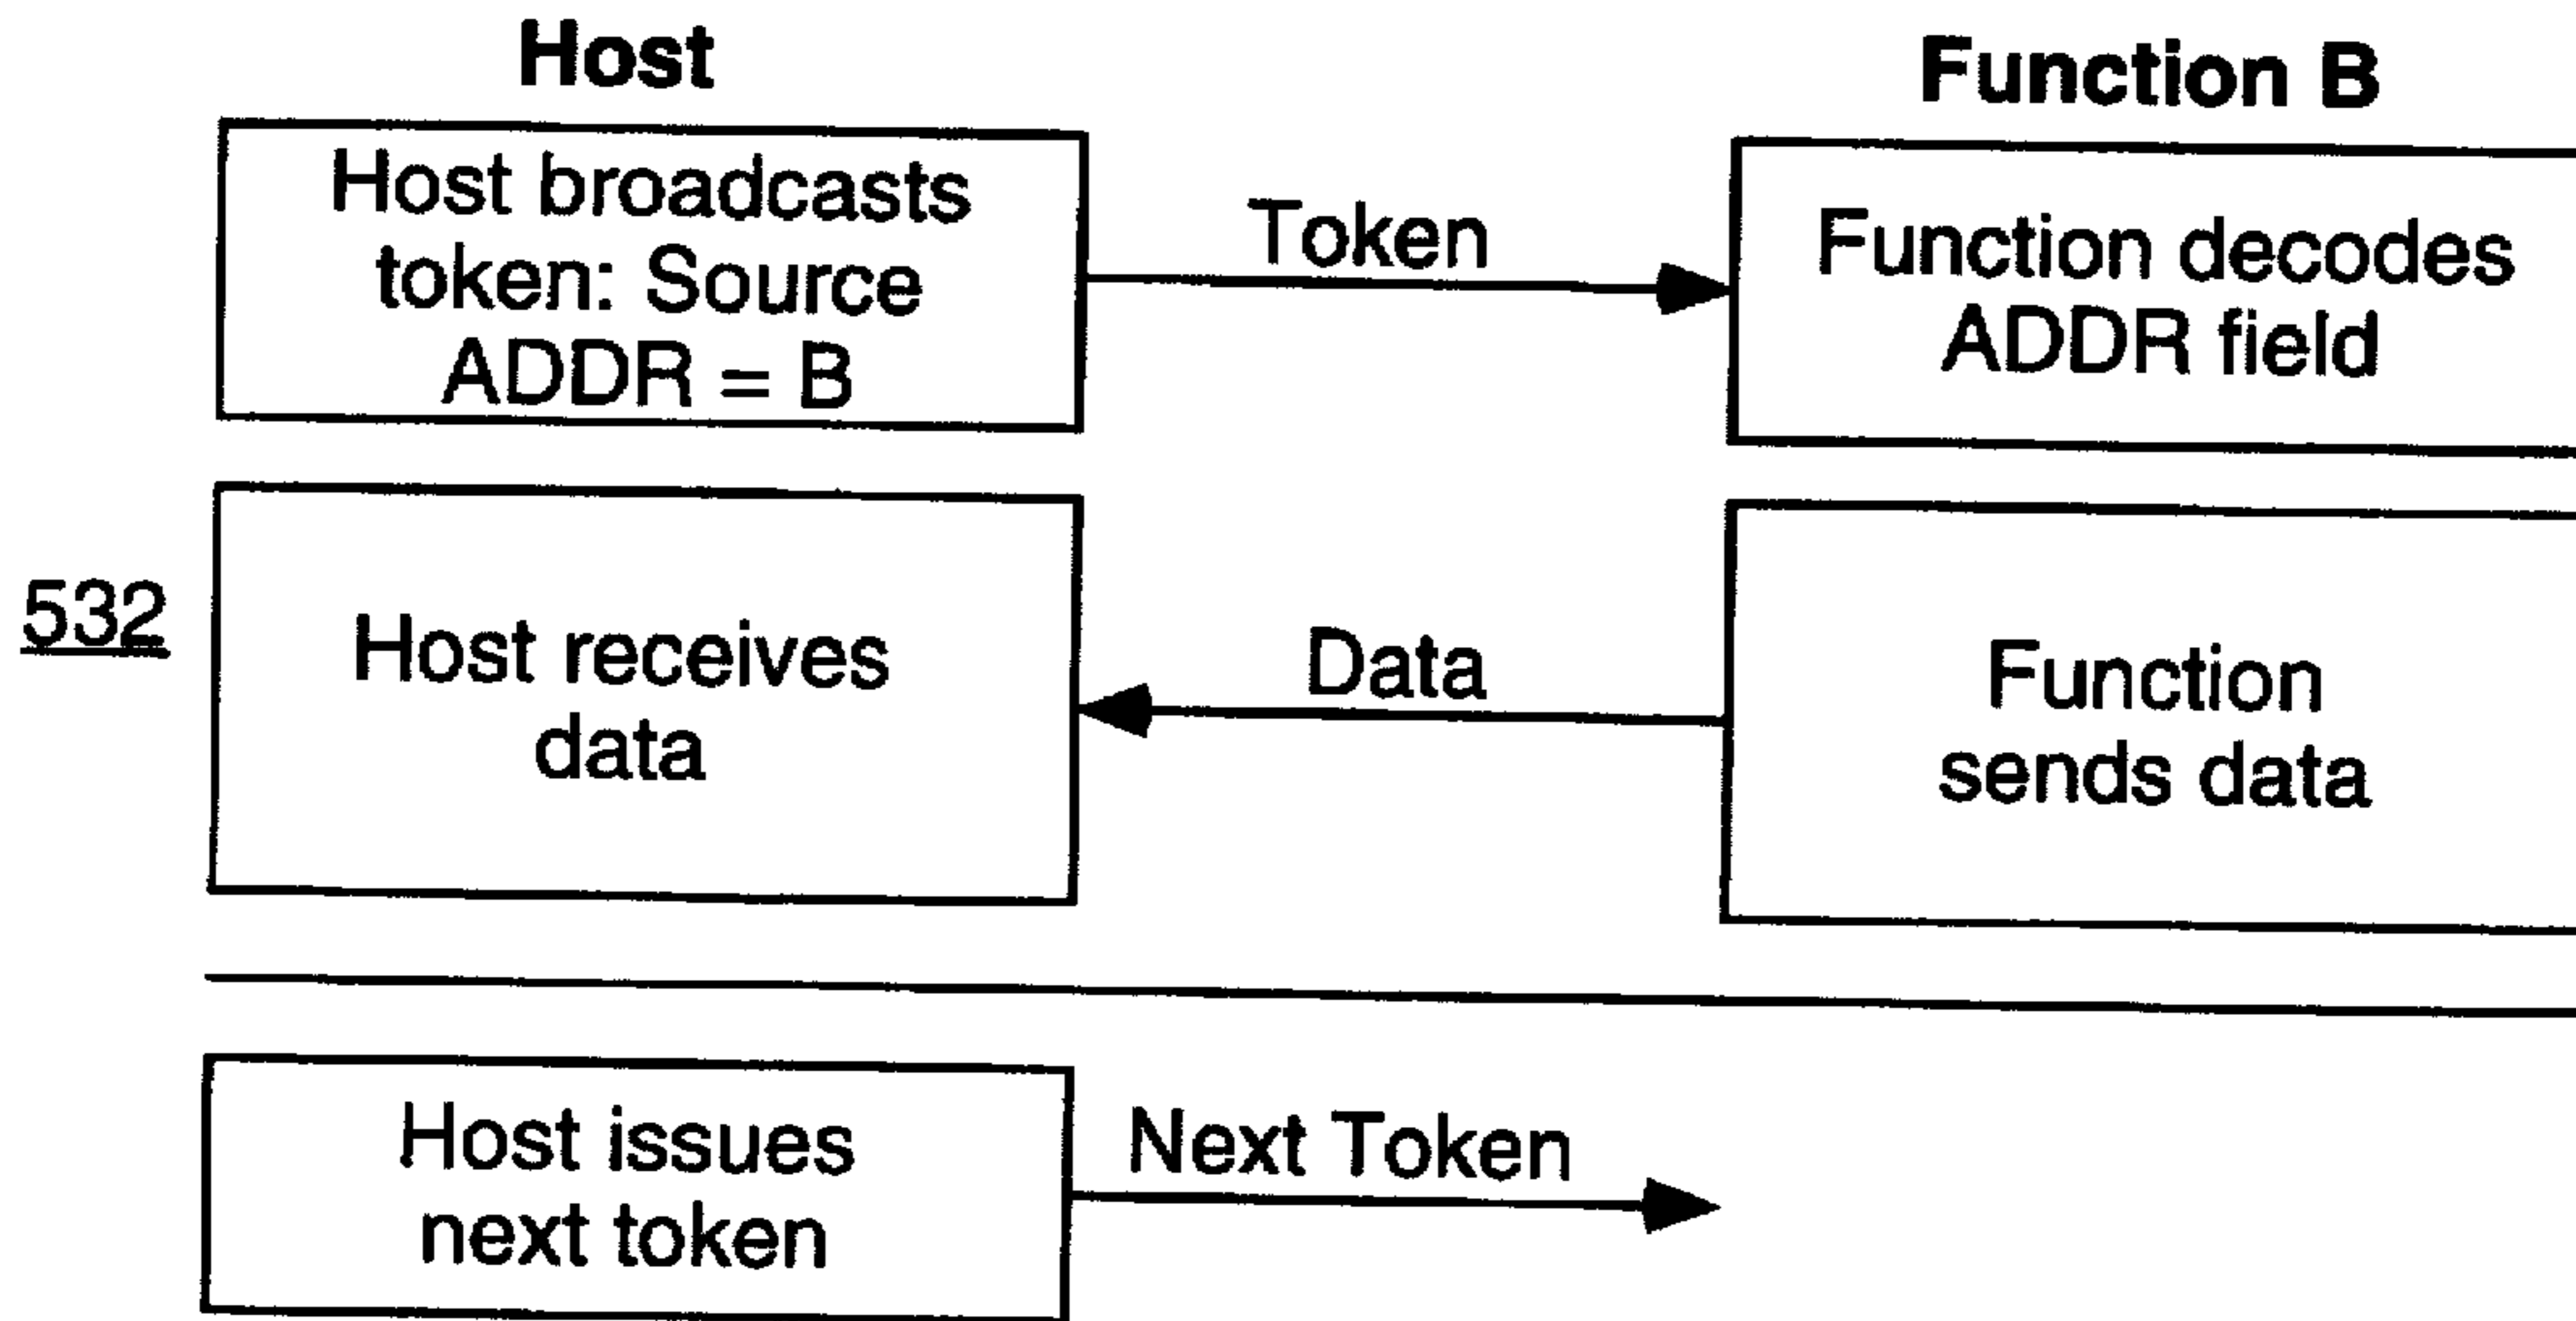 Host
Function B
Host broadcasts
token: Source
ADDR = B
Token
Function decodes
ADDR field
532
Host receives
data
Data
Function
sends data
Host issues
next token
Next Token